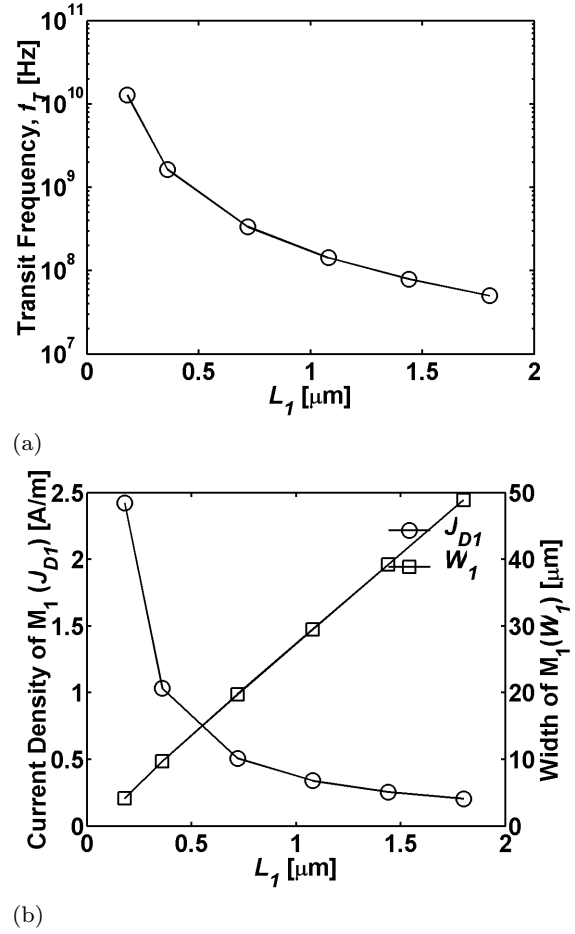 10^11
10^10
10^9
10^8
10^7
Transit Frequency, f_T [Hz]
0 0.5 1 1.5 2
L_1 [μm]
(a)
2.5
2
1.5
1
0.5
0
Current Density of M_1 (J_D1) [A/m]
J_D1
W_1
50
40
30
20
10
0
Width of M_1(W_1) [μm]
0 0.5 1 1.5 2
L_1 [μm]
(b)